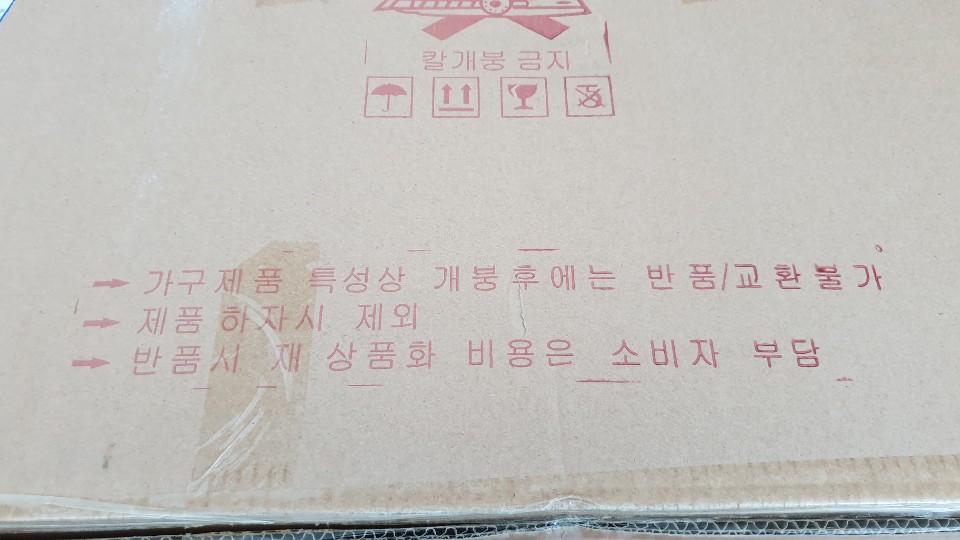 칼개봉 금지
→ 가구제품 특성상 개봉후에는 반품/교환불가
→ 제품 하자시 제외
→ 반품시 재 상품화 비용은 소비자 부담